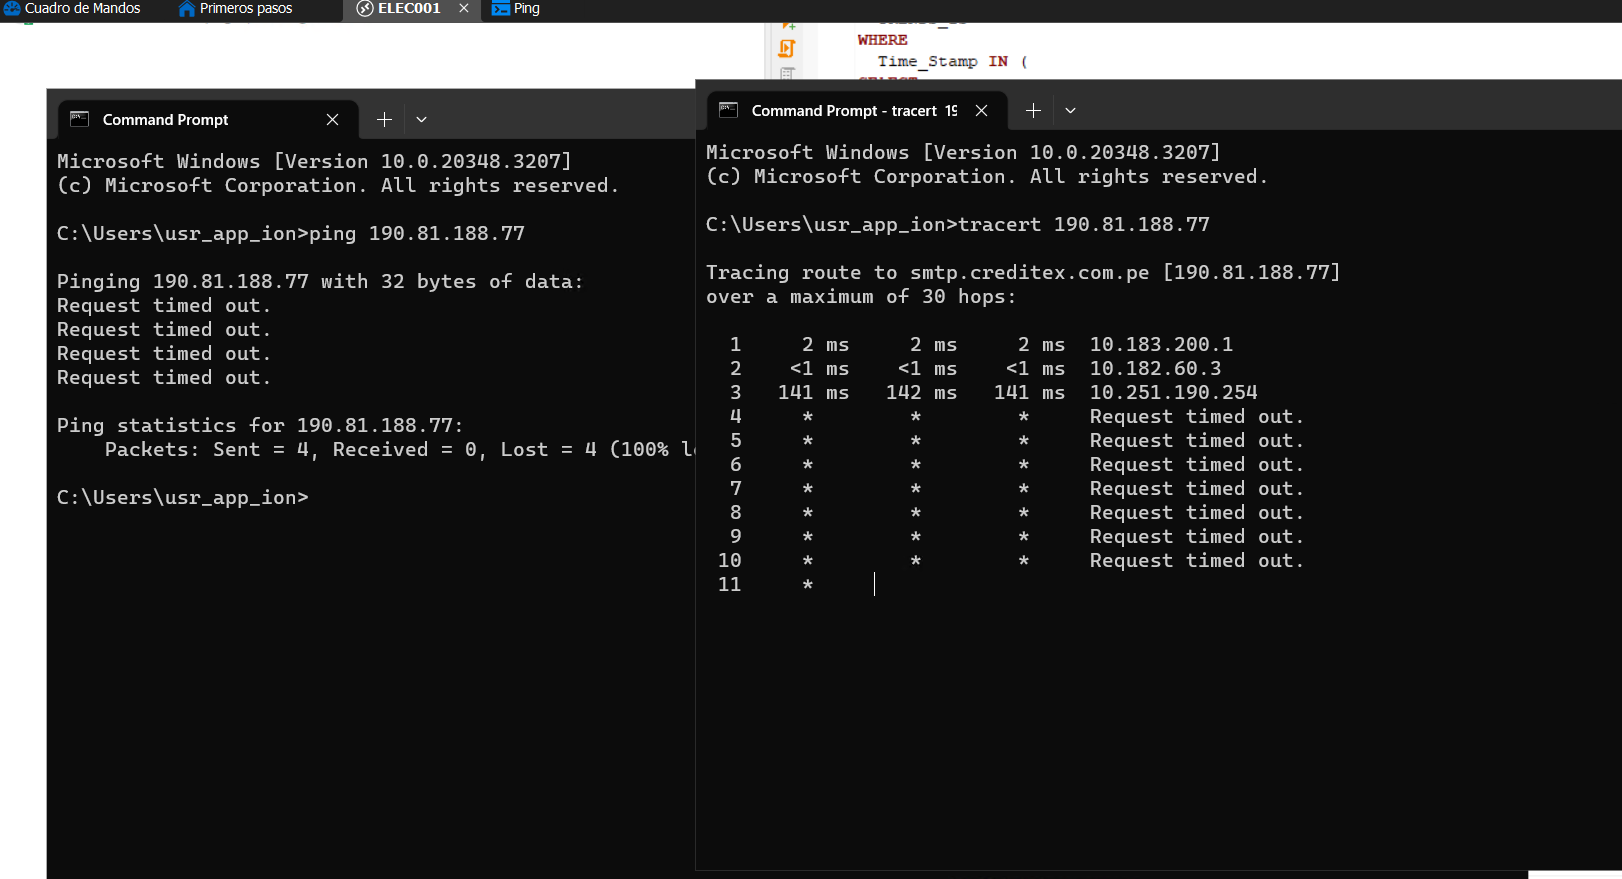 Cuadro de Mandos
Primeros pasos
ELEC001
Ping
WHERE
Time_Stamp IN (
Command Prompt
Microsoft Windows [Version 10.0.20348.3207]
(c) Microsoft Corporation. All rights reserved.
C:\Users\usr_app_ion>ping 190.81.188.77
Pinging 190.81.188.77 with 32 bytes of data:
Request timed out.
Request timed out.
Request timed out.
Request timed out.
Ping statistics for 190.81.188.77:
Packets: Sent = 4, Received = 0, Lost = 4 (100% l
C:\Users\usr_app_ion>
Command Prompt - tracert 19
Microsoft Windows [Version 10.0.20348.3207]
(c) Microsoft Corporation. All rights reserved.
C:\Users\usr_app_ion>tracert 190.81.188.77
Tracing route to smtp.creditex.com.pe [190.81.188.77]
over a maximum of 30 hops:
1 2 ms 2 ms 2 ms 10.183.200.1
2 <1 ms <1 ms <1 ms 10.182.60.3
3 141 ms 142 ms 141 ms 10.251.190.254
4 * * * Request timed out.
5 * * * Request timed out.
6 * * * Request timed out.
7 * * * Request timed out.
8 * * * Request timed out.
9 * * * Request timed out.
10 * * * Request timed out.
11 *